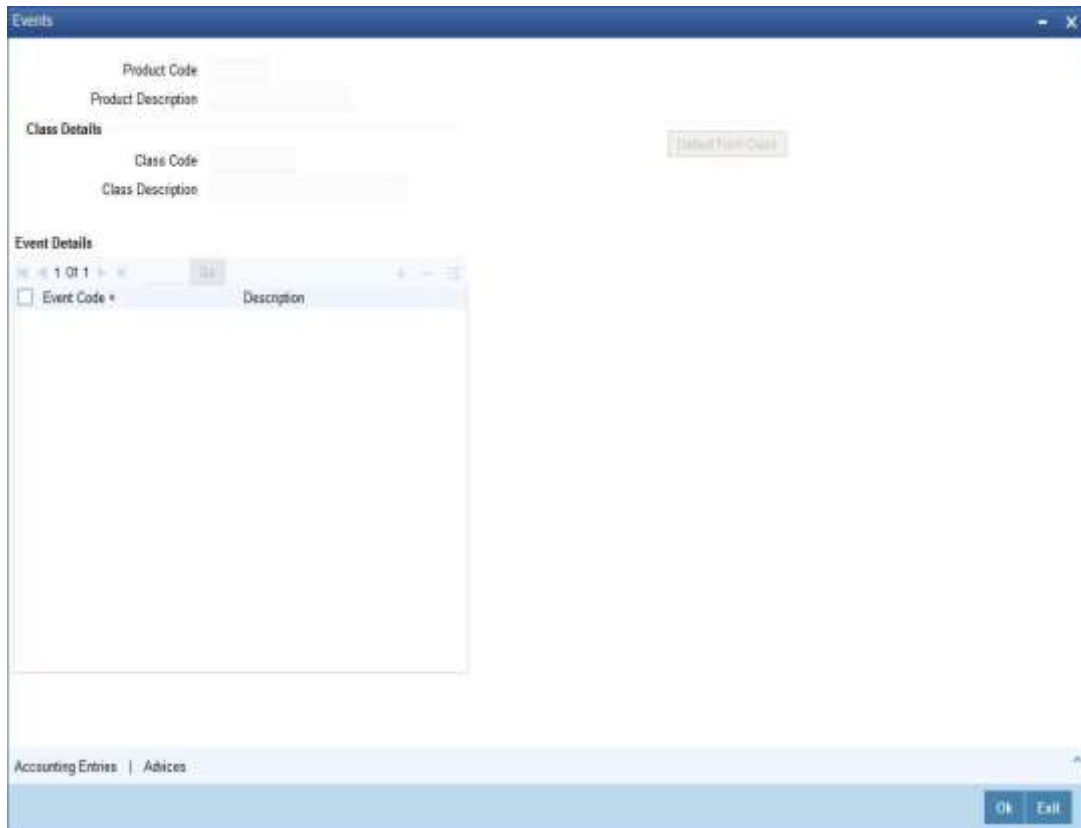 Events
Product Code
Product Description
Class Details
Default From Class
Class Code
Class Description
Event Details
1 Of 1 Go
Event Code * Description
Accounting Entries | Advices
Ok Exit